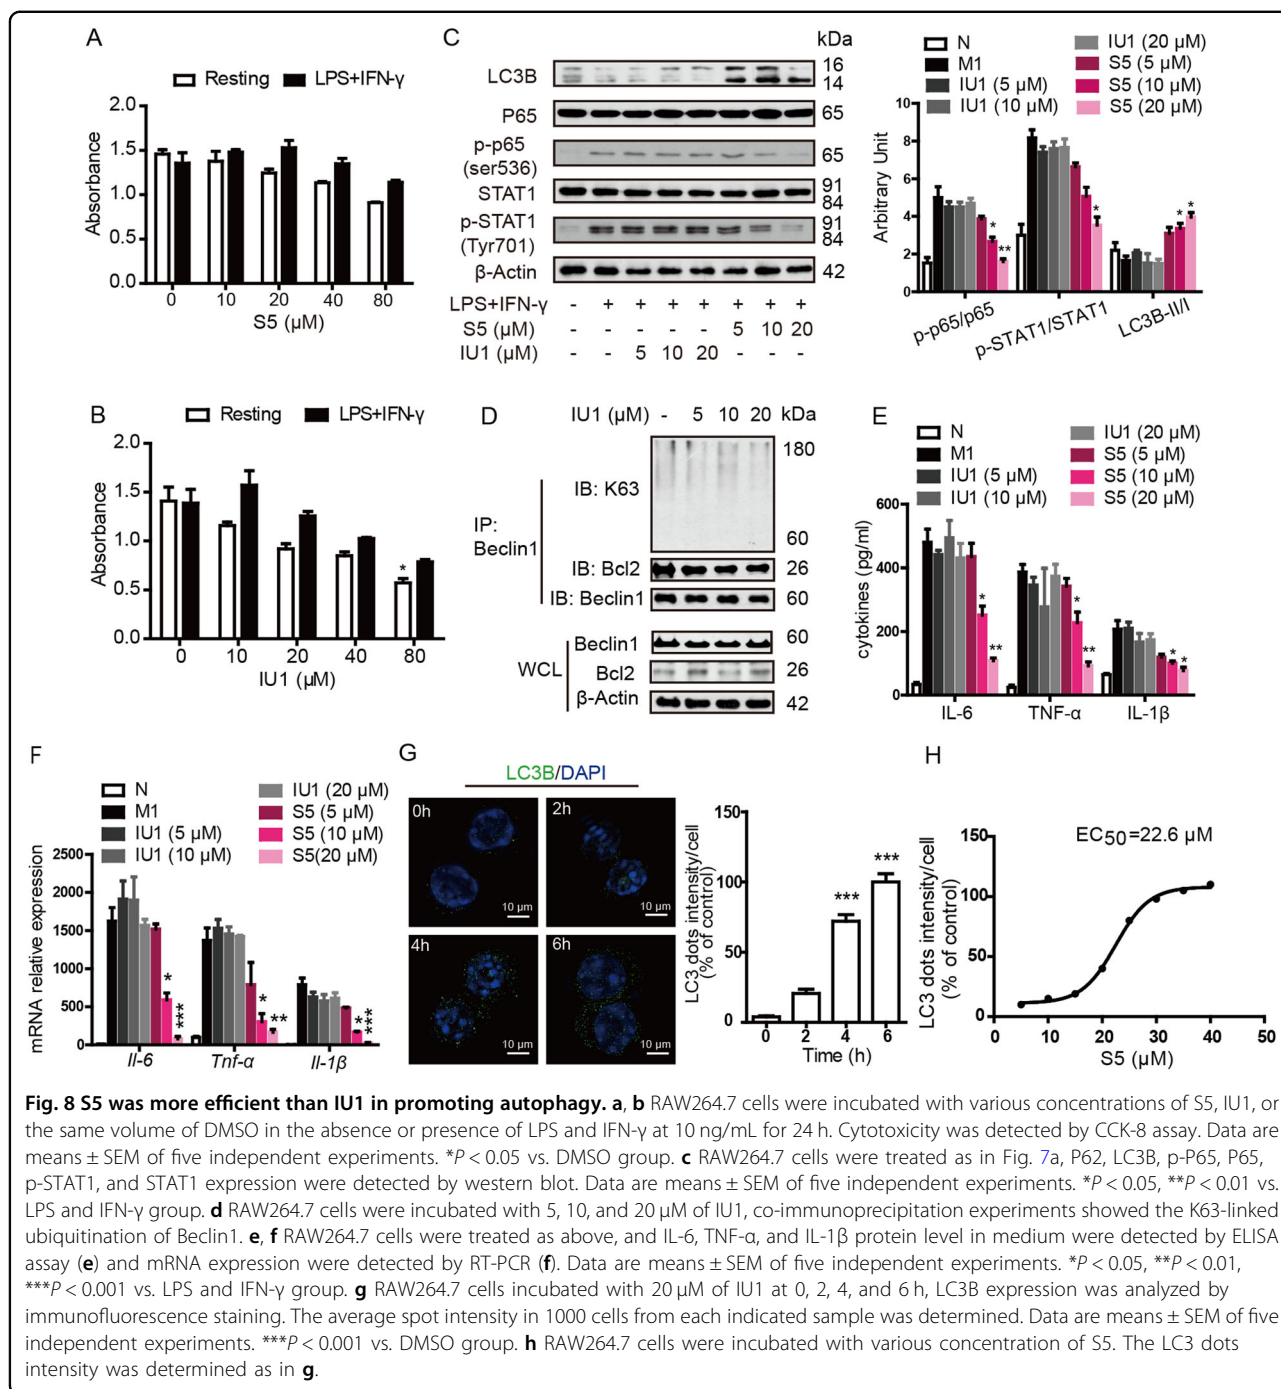 A
Resting LPS+IFN-γ
Absorbance
2.0
1.5
1.0
0.5
0.0
0 10 20 40 80
S5 (μM)
B
Resting LPS+IFN-γ
Absorbance
2.0
1.5
1.0
0.5
0.0
*
0 10 20 40 80
IU1 (μM)
C
kDa
LC3B 16
14
P65 65
p-p65 65
(ser536)
STAT1 91
84
p-STAT1 91
(Tyr701) 84
β-Actin 42
LPS+IFN-γ - + + + + + + +
S5 (μM) - - - - - 5 10 20
IU1 (μM) - - 5 10 20 - - -
N
M1
IU1 (5 μM)
IU1 (10 μM)
IU1 (20 μM)
S5 (5 μM)
S5 (10 μM)
S5 (20 μM)
Arbitrary Unit
10
8
6
4
2
0
* ** * * *
p-p65/p65 p-STAT1/STAT1 LC3B-II/I
D
IU1 (μM) - 5 10 20 kDa
180
IB: K63
60
IP:
Beclin1
IB: Bcl2 26
IB: Beclin1 60
WCL
Beclin1 60
Bcl2 26
β-Actin 42
E
N
M1
IU1 (5 μM)
IU1 (10 μM)
IU1 (20 μM)
S5 (5 μM)
S5 (10 μM)
S5 (20 μM)
cytokines (pg/ml)
600
400
200
0
* ** * ** * *
IL-6 TNF-α IL-1β
F
N
M1
IU1 (5 μM)
IU1 (10 μM)
IU1 (20 μM)
S5 (5 μM)
S5 (10 μM)
S5(20 μM)
mRNA relative expression
2500
2000
1500
1000
500
0
* *** * ** ** ***
Il-6 Tnf-α Il-1β
G
LC3B/DAPI
0h 10 μm
2h 10 μm
4h 10 μm
6h 10 μm
LC3 dots intensity/cell
(% of control)
150
100
50
0
*** ***
0 2 4 6
Time (h)
H
EC50=22.6 μM
LC3 dots intensity/cell
(% of control)
150
100
50
0
0 10 20 30 40 50
S5 (μM)
Fig. 8 S5 was more efficient than IU1 in promoting autophagy. a, b RAW264.7 cells were incubated with various concentrations of S5, IU1, or
the same volume of DMSO in the absence or presence of LPS and IFN-γ at 10 ng/mL for 24 h. Cytotoxicity was detected by CCK-8 assay. Data are
means ± SEM of five independent experiments. *P < 0.05 vs. DMSO group. c RAW264.7 cells were treated as in Fig. 7a, P62, LC3B, p-P65, P65,
p-STAT1, and STAT1 expression were detected by western blot. Data are means ± SEM of five independent experiments. *P < 0.05, **P < 0.01 vs.
LPS and IFN-γ group. d RAW264.7 cells were incubated with 5, 10, and 20 μM of IU1, co-immunoprecipitation experiments showed the K63-linked
ubiquitination of Beclin1. e, f RAW264.7 cells were treated as above, and IL-6, TNF-α, and IL-1β protein level in medium were detected by ELISA
assay (e) and mRNA expression were detected by RT-PCR (f). Data are means ± SEM of five independent experiments. *P < 0.05, **P < 0.01,
***P < 0.001 vs. LPS and IFN-γ group. g RAW264.7 cells incubated with 20 μM of IU1 at 0, 2, 4, and 6 h, LC3B expression was analyzed by
immunofluorescence staining. The average spot intensity in 1000 cells from each indicated sample was determined. Data are means ± SEM of five
independent experiments. ***P < 0.001 vs. DMSO group. h RAW264.7 cells were incubated with various concentration of S5. The LC3 dots
intensity was determined as in g.